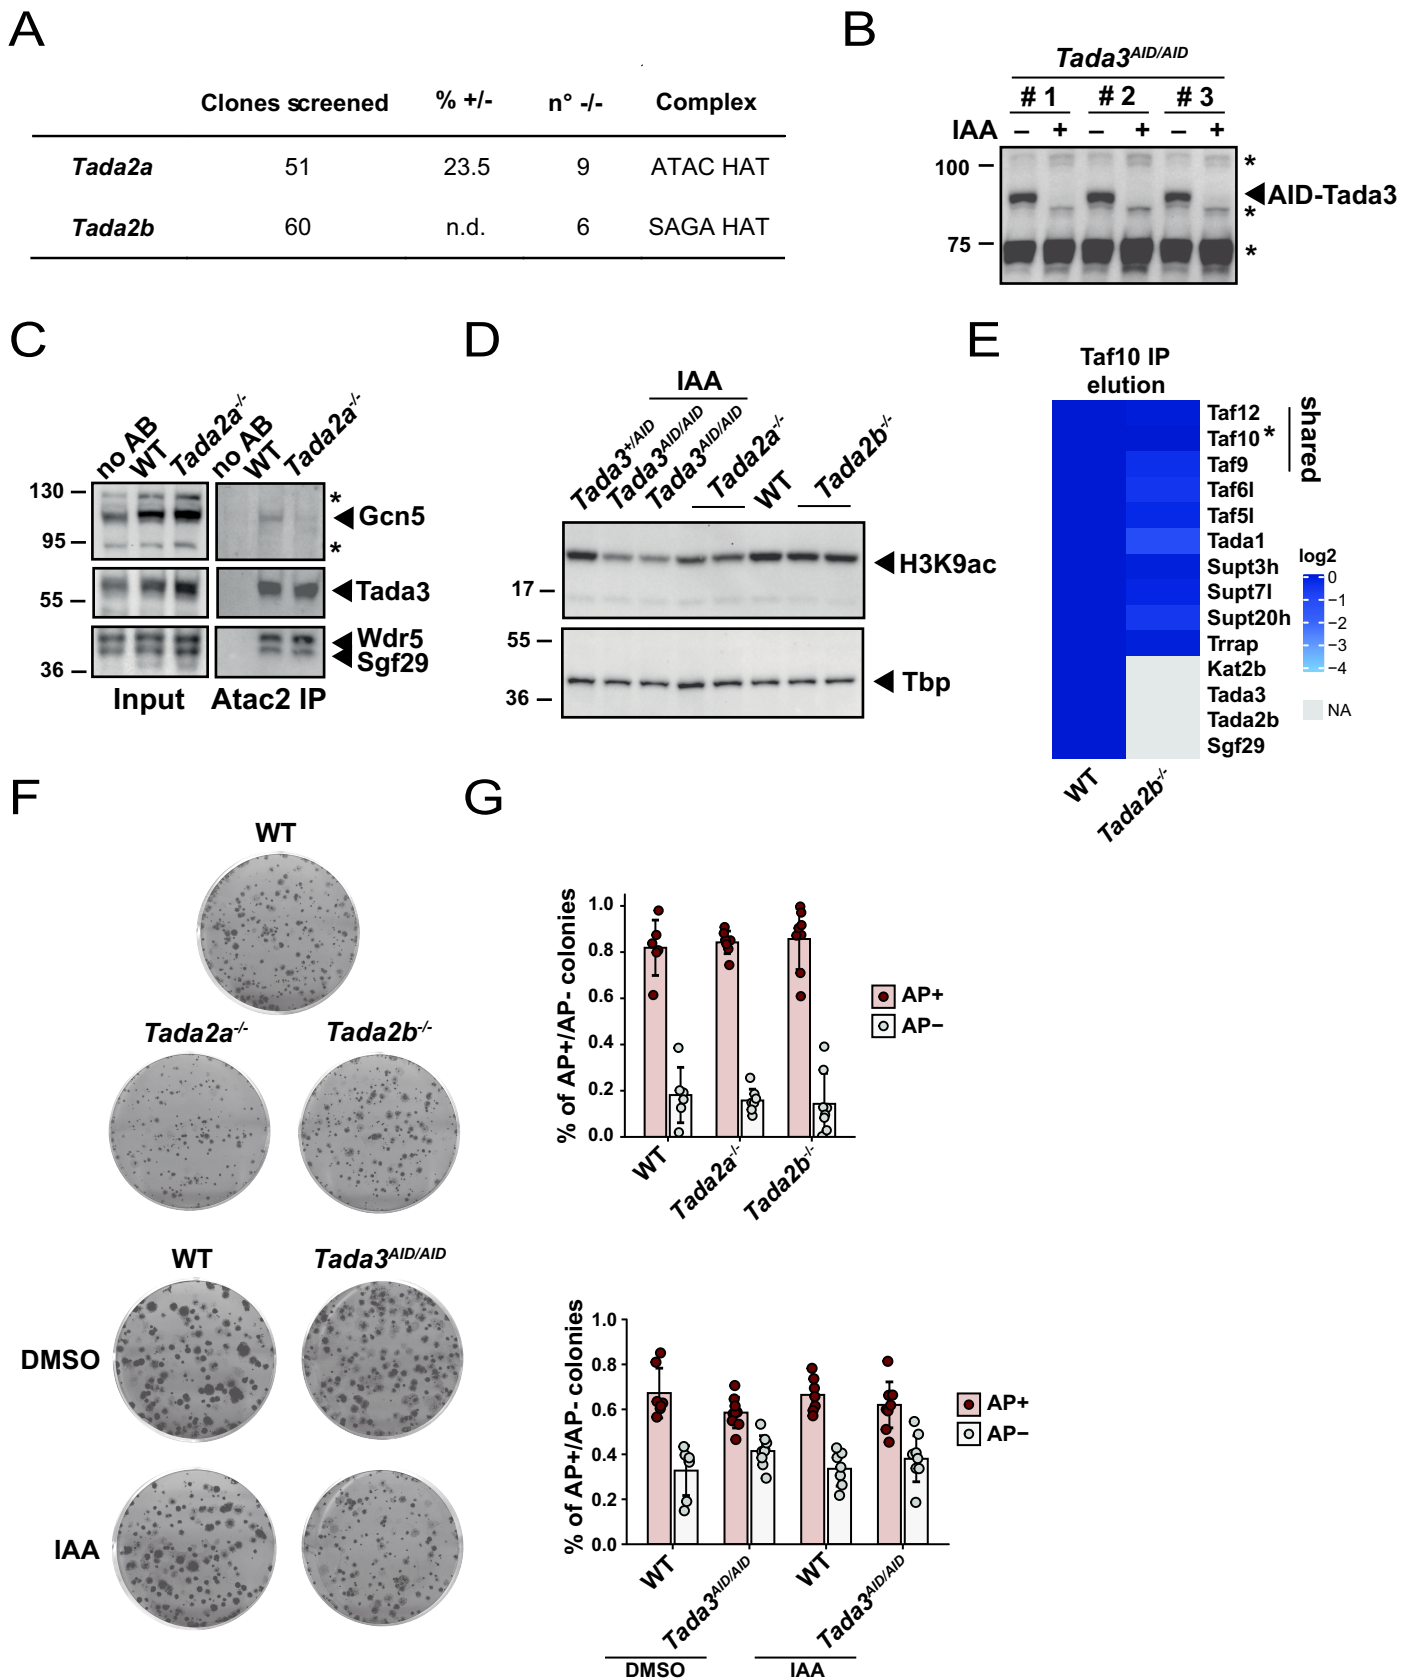 A
Clones screened % +/- n° -/- Complex
Tada2a 51 23.5 9 ATAC HAT
Tada2b 60 n.d. 6 SAGA HAT
B
Tada3AID/AID
# 1 # 2 # 3
IAA − + − + − +
100 *
AID-Tada3
*
75 *
C
no AB WT Tada2a-/- no AB WT Tada2a-/-
130 *
Gcn5
95 *
Tada3
55
Wdr5
Sgf29
36
Input Atac2 IP
D
IAA
Tada3+/AID Tada3AID/AID Tada3AID/AID Tada2a-/- WT Tada2b-/-
H3K9ac
17
55
Tbp
36
E
Taf10 IP
elution
Taf12
Taf10 *
Taf9
shared
Taf6l
Taf5l
Tada1
Supt3h
Supt7l
Supt20h
Trrap
Kat2b
Tada3
Tada2b
Sgf29
log2
0
−1
−2
−3
−4
NA
WT Tada2b-/-
F
WT
Tada2a-/- Tada2b-/-
WT Tada3AID/AID
DMSO
IAA
G
% of AP+/AP- colonies
1.0
0.8
0.6
0.4
0.2
0.0
WT Tada2a-/- Tada2b-/-
AP+
AP−
% of AP+/AP- colonies
1.0
0.8
0.6
0.4
0.2
0.0
WT Tada3AID/AID WT Tada3AID/AID
DMSO IAA
AP+
AP−